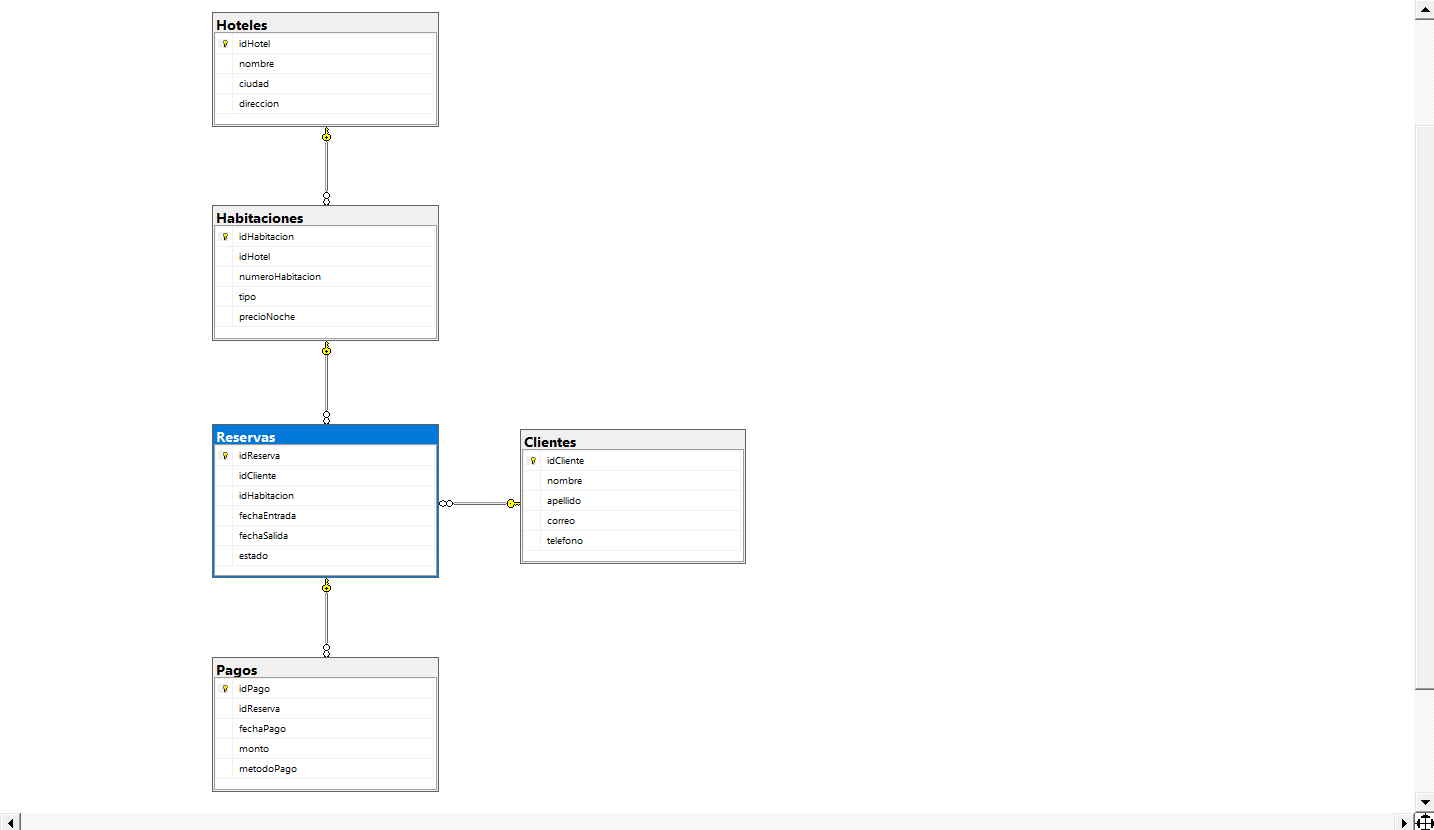 Hoteles
idHotel
nombre
ciudad
direccion
Habitaciones
idHabitacion
idHotel
numeroHabitacion
tipo
precioNoche
Reservas
idReserva
idCliente
idHabitacion
fechaEntrada
fechaSalida
estado
Clientes
idCliente
nombre
apellido
correo
telefono
Pagos
idPago
idReserva
fechaPago
monto
metodoPago